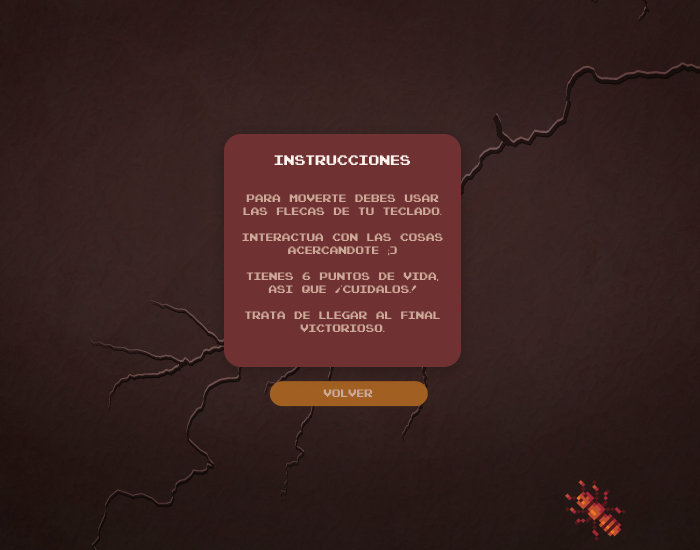 INSTRUCCIONES
PARA MOVERTE DEBES USAR
LAS FLECAS DE TU TECLADO.
INTERACTUA CON LAS COSAS
ACERCANDOTE ;D
TIENES 6 PUNTOS DE VIDA,
ASI QUE ¡CUIDALOS!
TRATA DE LLEGAR AL FINAL
VICTORIOSO.
VOLVER